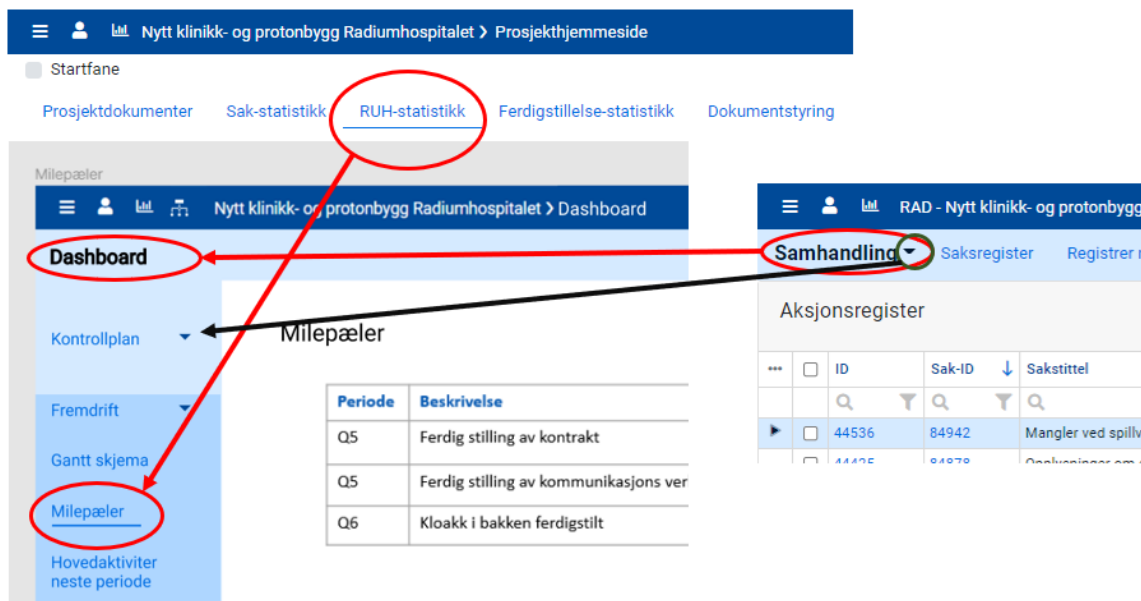 Nytt klinikk- og protonbygg Radiumhospitalet > Prosjekthjemmeside
Startfane
Prosjektdokumenter Sak-statistikk RUH-statistikk Ferdigstillelse-statistikk Dokumentstyring
Milepæler
Nytt klinikk- og protonbygg Radiumhospitalet > Dashboard
Dashboard
Kontrollplan
Fremdrift
Gantt skjema
Milepæler
Hovedaktiviter
neste periode
Milepæler
Periode Beskrivelse
Q5 Ferdig stilling av kontrakt
Q5 Ferdig stilling av kommunikasjons ver
Q6 Kloakk i bakken ferdigstilt
RAD - Nytt klinikk- og protonbygg
Samhandling Saksregister Registrer
Aksjonsregister
ID Sak-ID Sakstittel
44536 84942 Mangler ved spillv